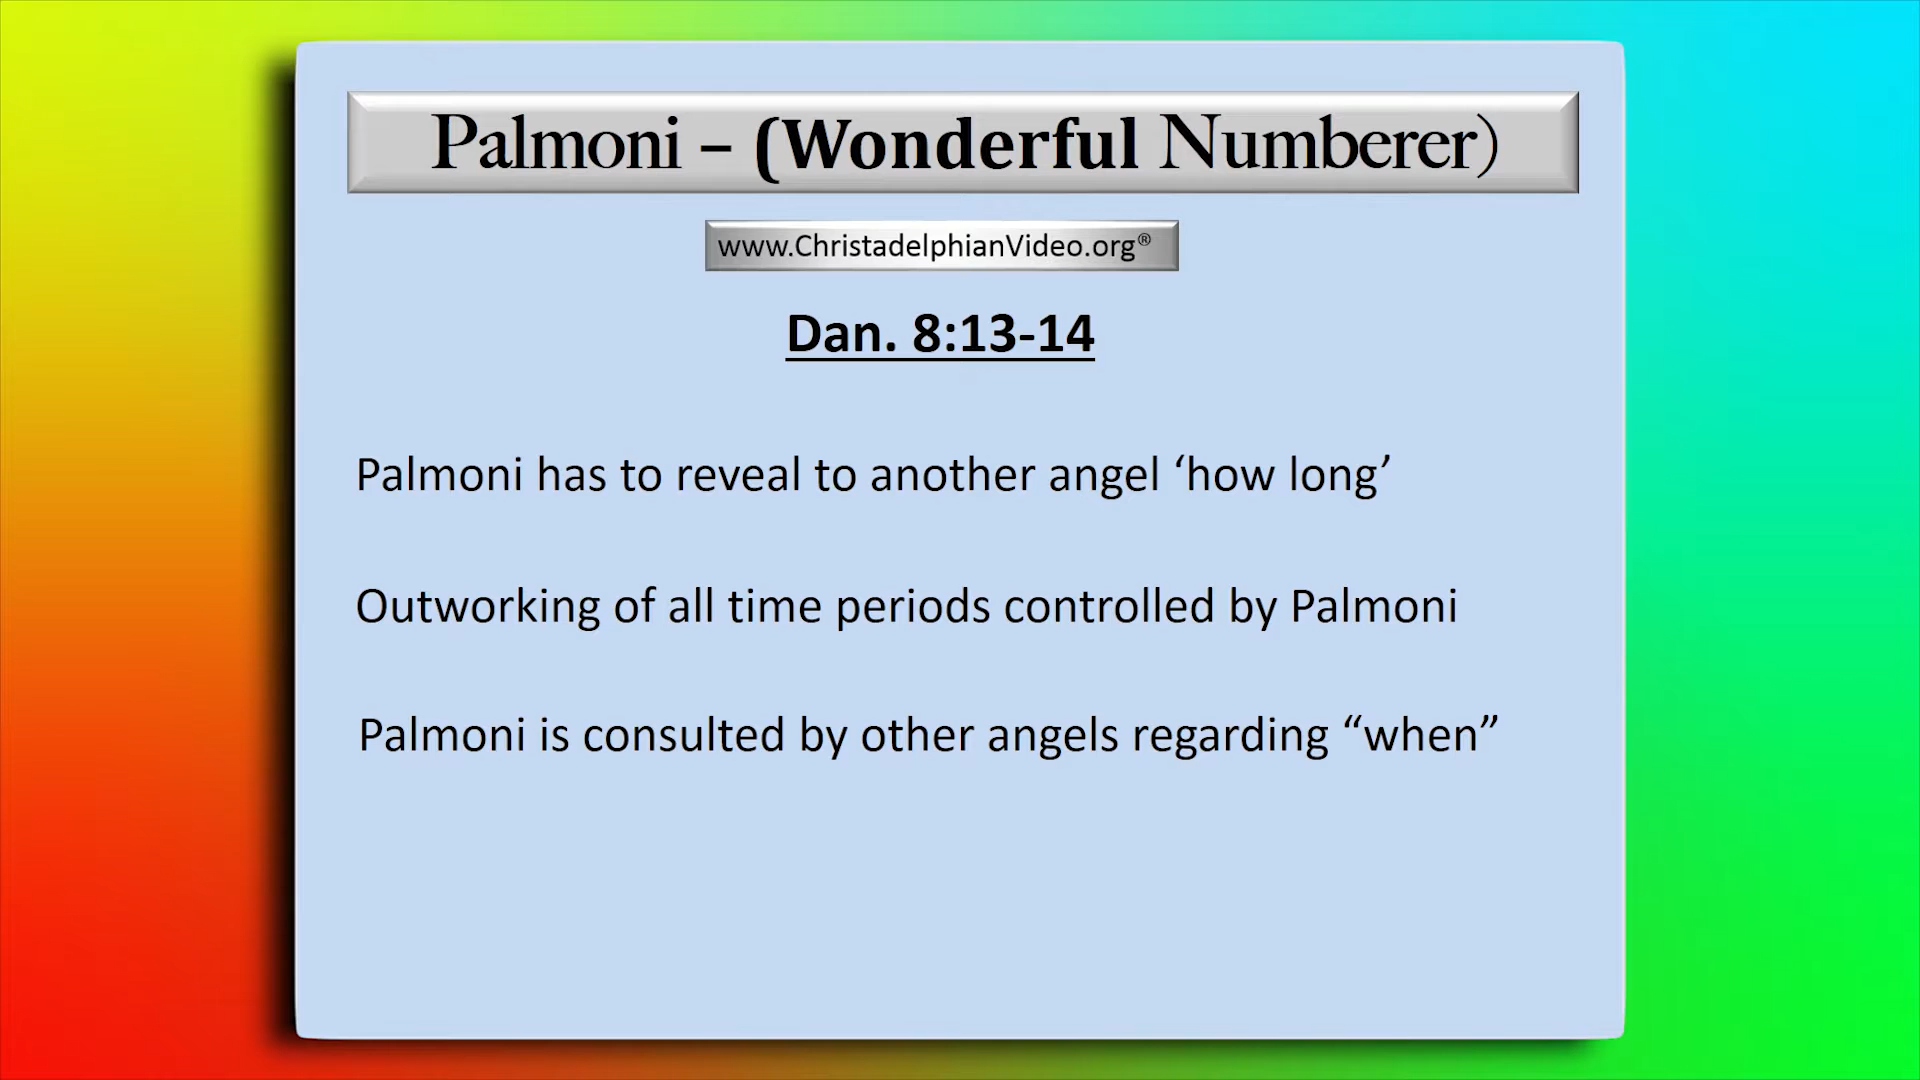 Palmoni – (Wonderful Numberer)
www.ChristadelphianVideo.org®
Dan. 8:13-14
Palmoni has to reveal to another angel ‘how long’
Outworking of all time periods controlled by Palmoni
Palmoni is consulted by other angels regarding “when”